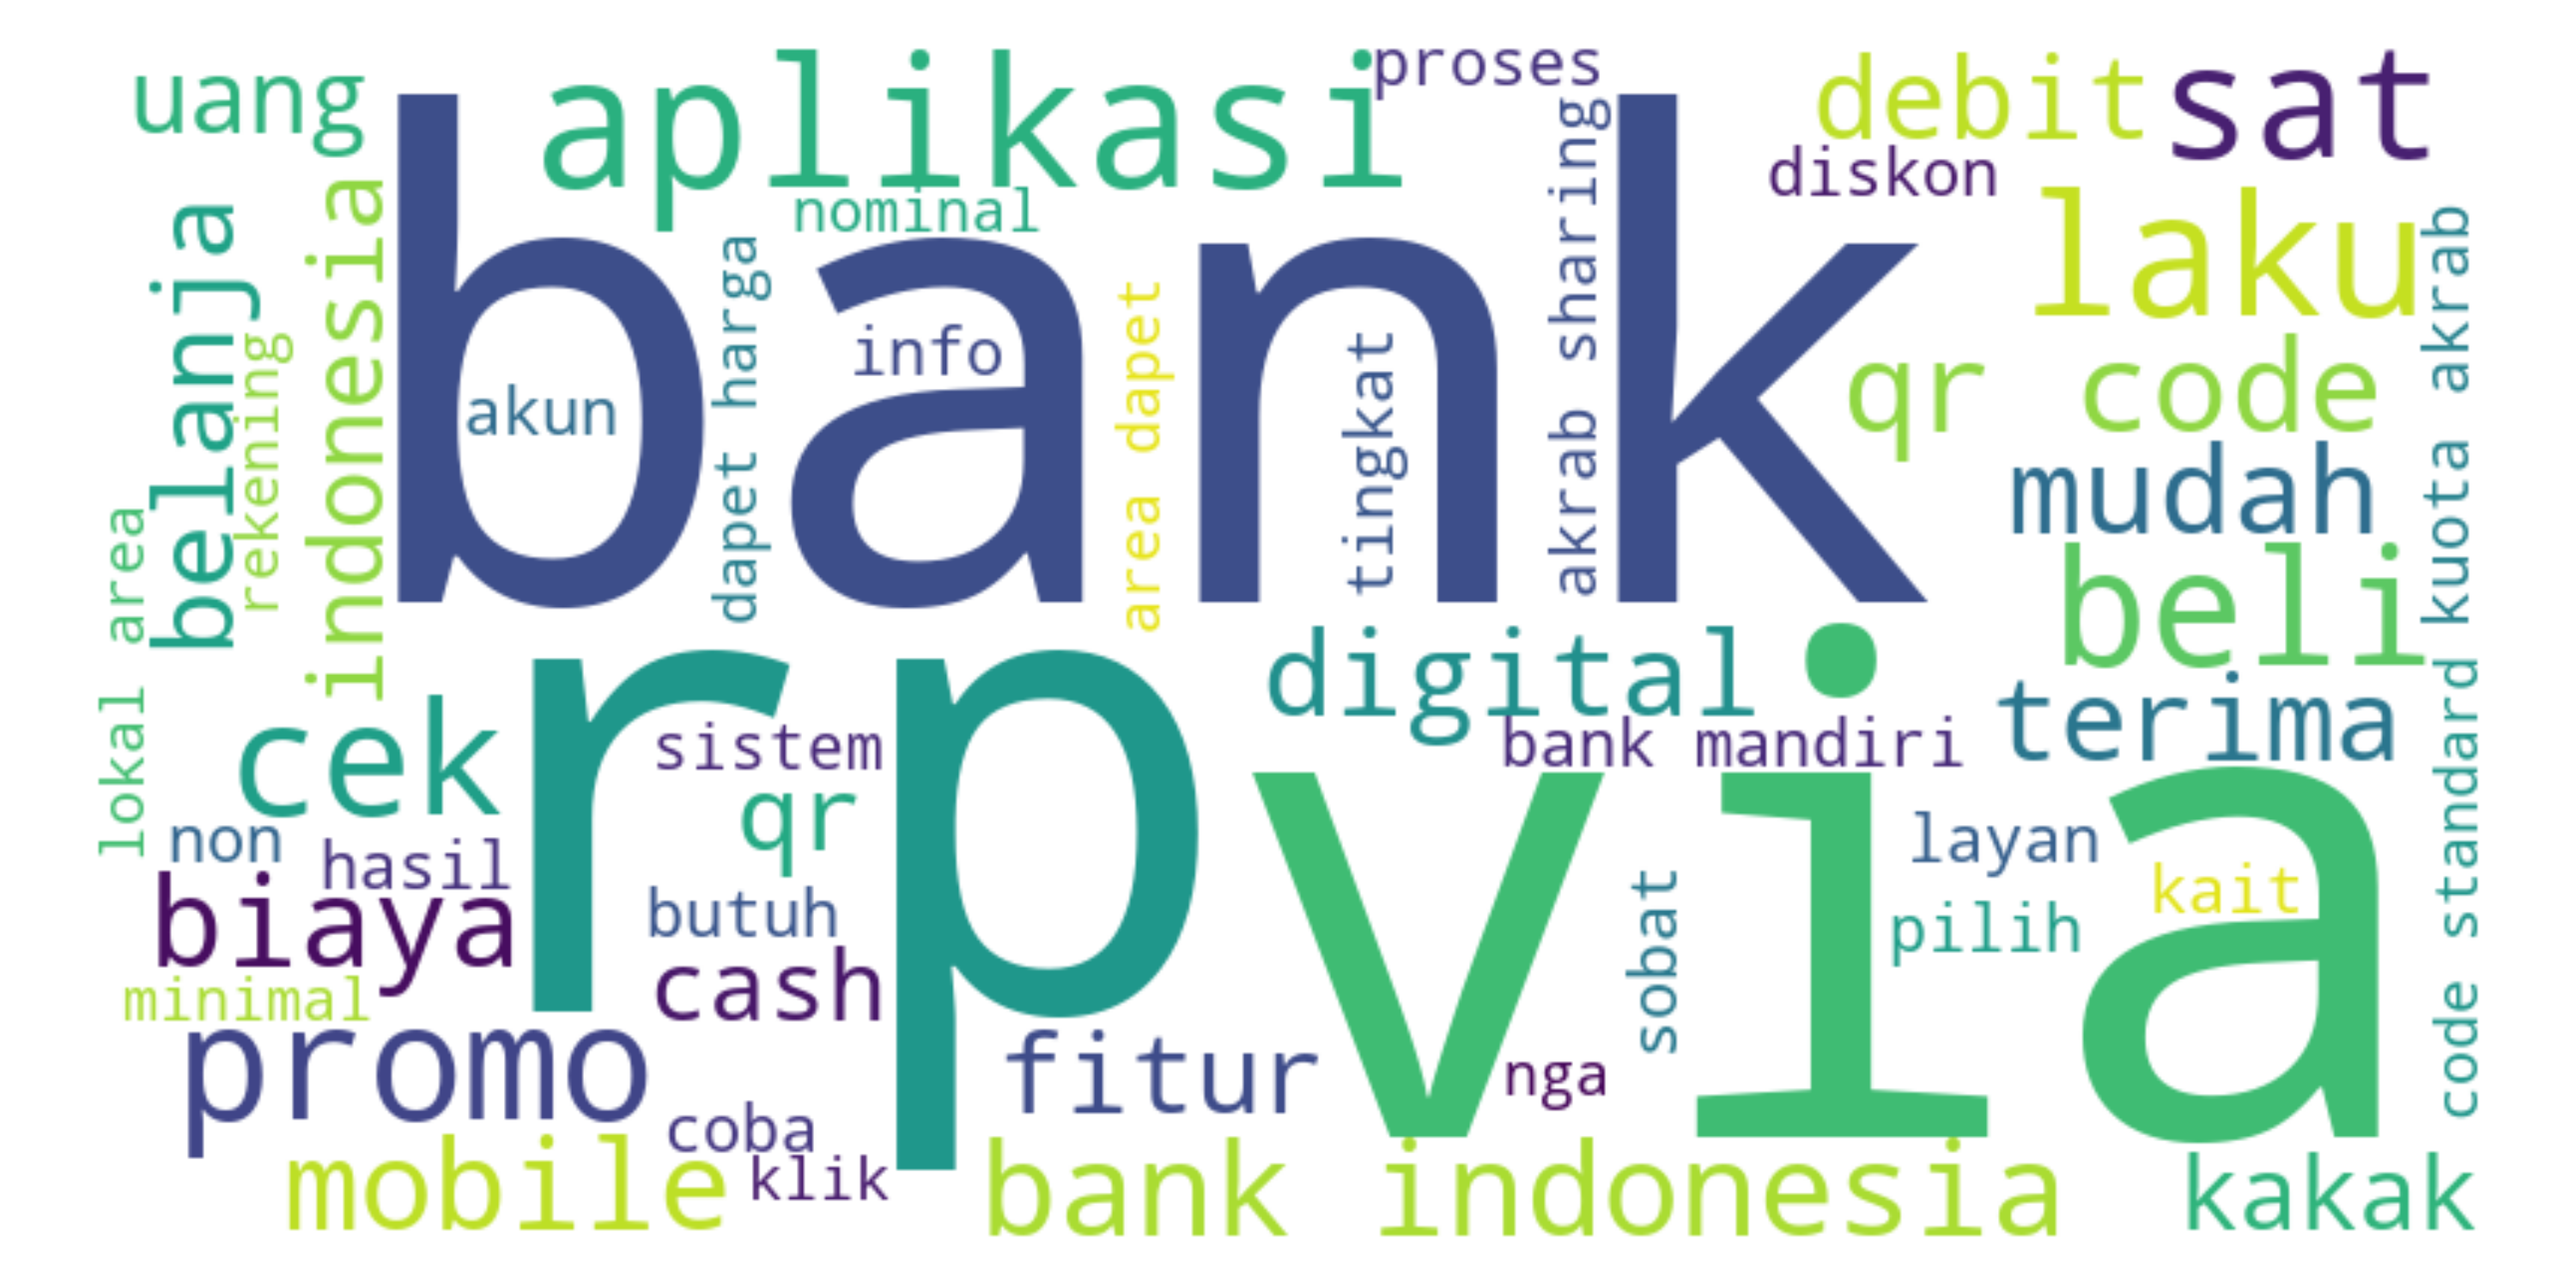 uang
aplikasi
proses
debit
sat
diskon
nominal
laku
belanja
indonesia
bank
dapet harga
info
akun
area dapet
tingkat
akrab sharing
qr code
mudah
kuota akrab
rekening
lokal area
beli
digital
terima
cek
rp
sistem
bank mandiri
via
qr
non
hasil
layan
kait
biaya
butuh
pilih
sobat
code standard
minimal
cash
promo
fitur
nga
coba
klik
mobile
bank indonesia
kakak